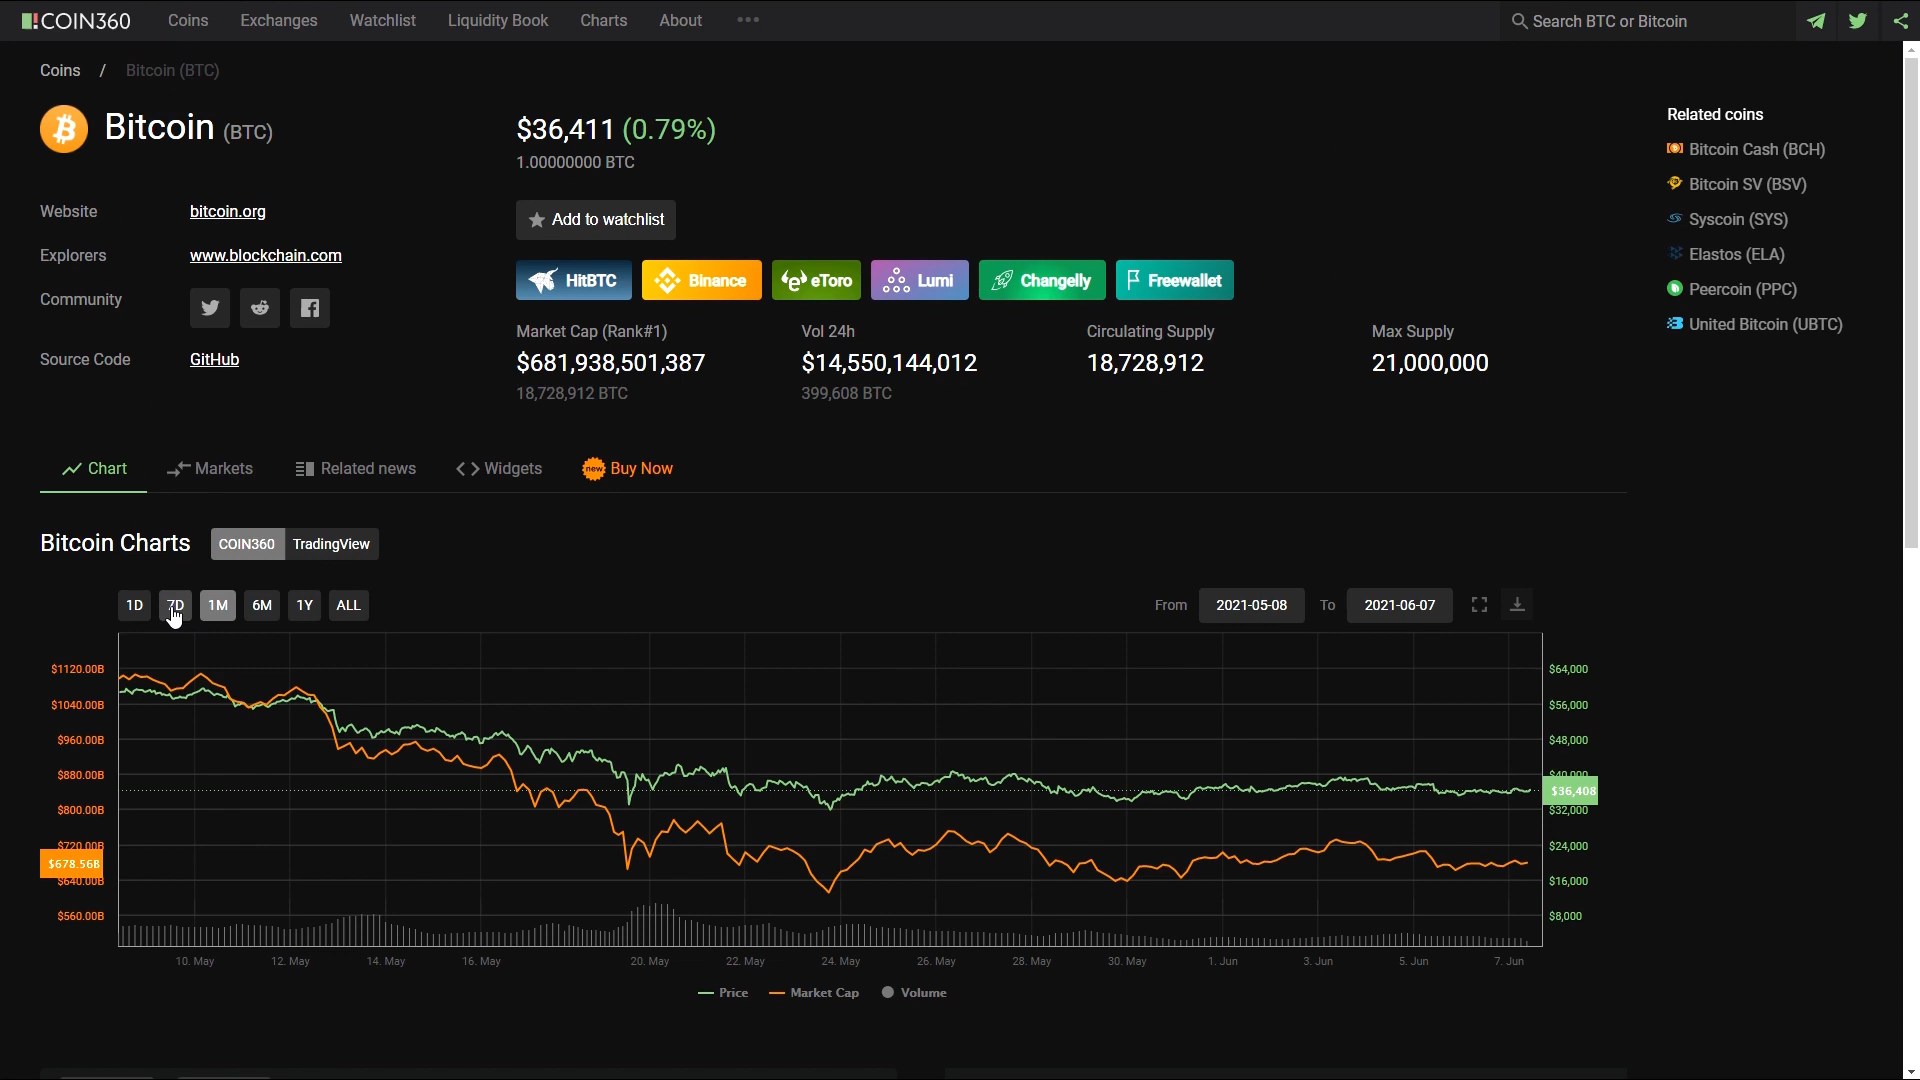 COIN360 Coins Exchanges Watchlist Liquidity Book Charts About ••• Search BTC or Bitcoin
Coins / Bitcoin (BTC)
Bitcoin (BTC)
$36,411 (0.79%)
1.00000000 BTC
Related coins
Bitcoin Cash (BCH)
Bitcoin SV (BSV)
Syscoin (SYS)
Elastos (ELA)
Peercoin (PPC)
United Bitcoin (UBTC)
Website bitcoin.org
Explorers www.blockchain.com
Community
Source Code GitHub
Add to watchlist
HitBTC Binance eToro Lumi Changelly Freewallet
Market Cap (Rank#1) Vol 24h Circulating Supply Max Supply
$681,938,501,387 $14,550,144,012 18,728,912 21,000,000
18,728,912 BTC 399,608 BTC
Chart Markets Related news Widgets new Buy Now
Bitcoin Charts COIN360 TradingView
1D 7D 1M 6M 1Y ALL From 2021-05-08 To 2021-06-07
$1120.00B $64,000
$1040.00B $56,000
$960.00B $48,000
$880.00B $40,000
$36,408
$800.00B $32,000
$720.00B $24,000
$678.56B
$640.00B $16,000
$560.00B $8,000
10. May 12. May 14. May 16. May 20. May 22. May 24. May 26. May 28. May 30. May 1. Jun 3. Jun 5. Jun 7. Jun
Price Market Cap Volume